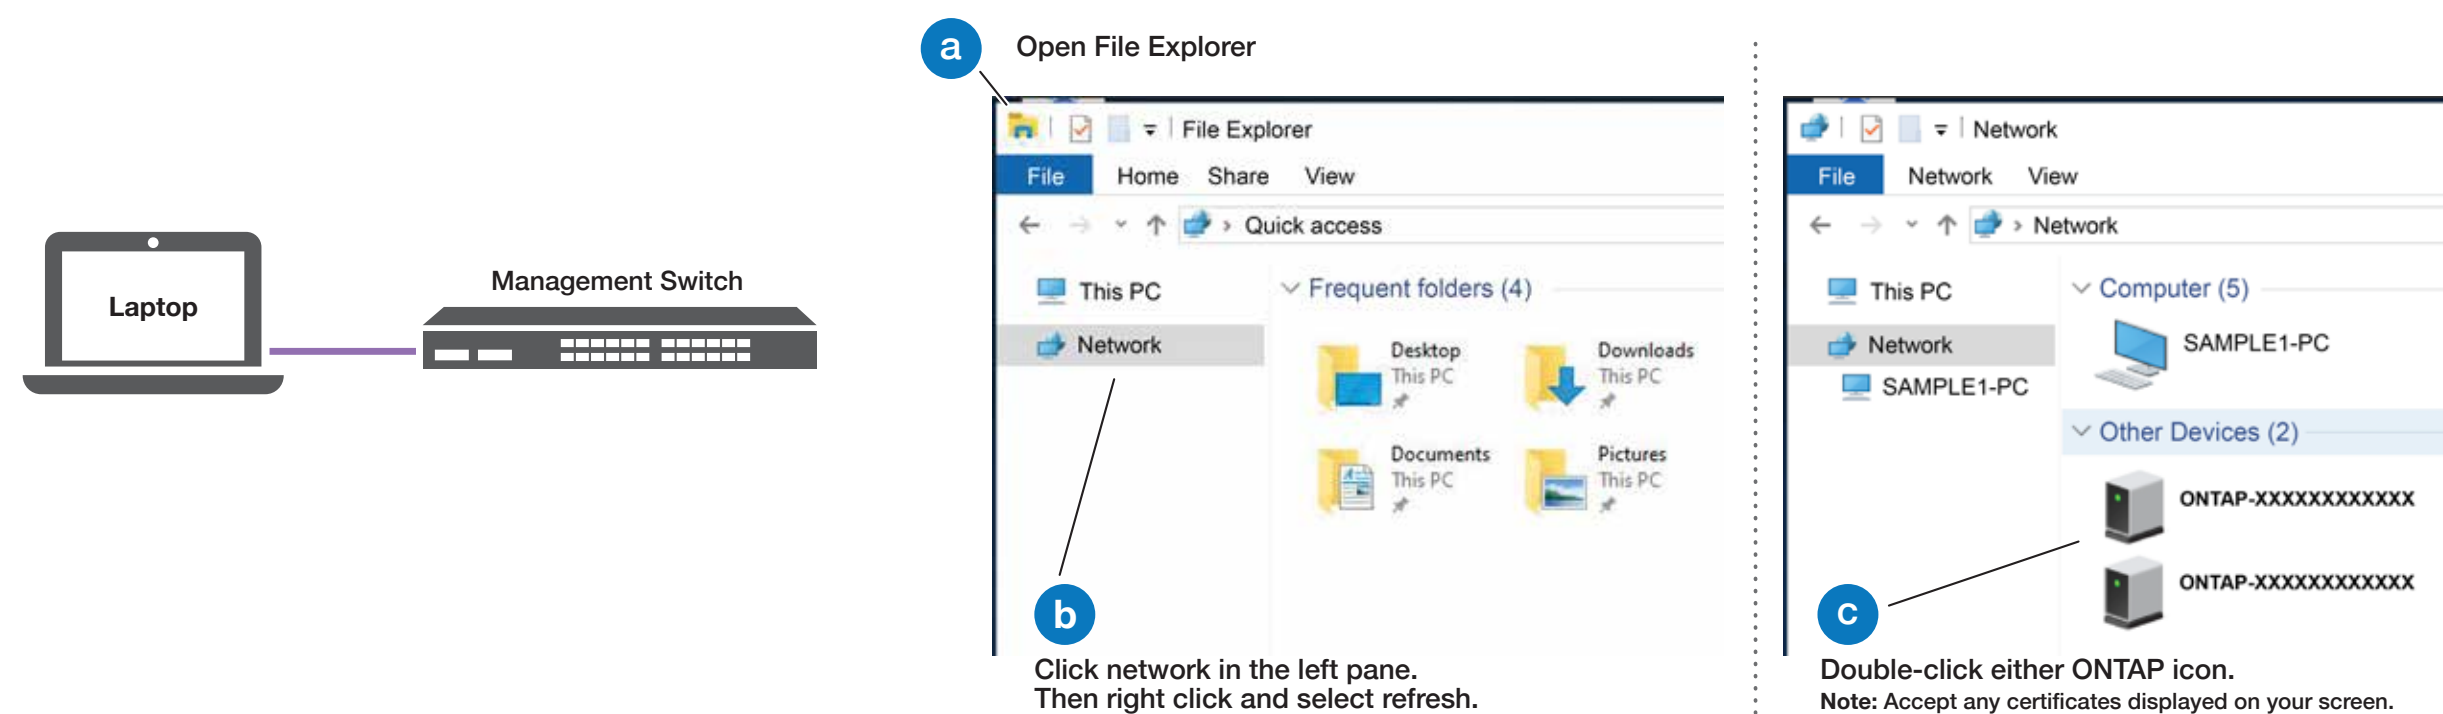 Laptop
Management Switch
a
Open File Explorer
File Explorer
File Home Share View
Quick access
This PC
Network
Frequent folders (4)
Desktop
This PC
Downloads
This PC
Documents
This PC
Pictures
This PC
b
Click network in the left pane.
Then right click and select refresh.
Network
File Network View
Network
This PC
Network
SAMPLE1-PC
Computer (5)
SAMPLE1-PC
Other Devices (2)
ONTAP-XXXXXXXXXXXX
ONTAP-XXXXXXXXXXXX
c
Double-click either ONTAP icon.
Note: Accept any certificates displayed on your screen.